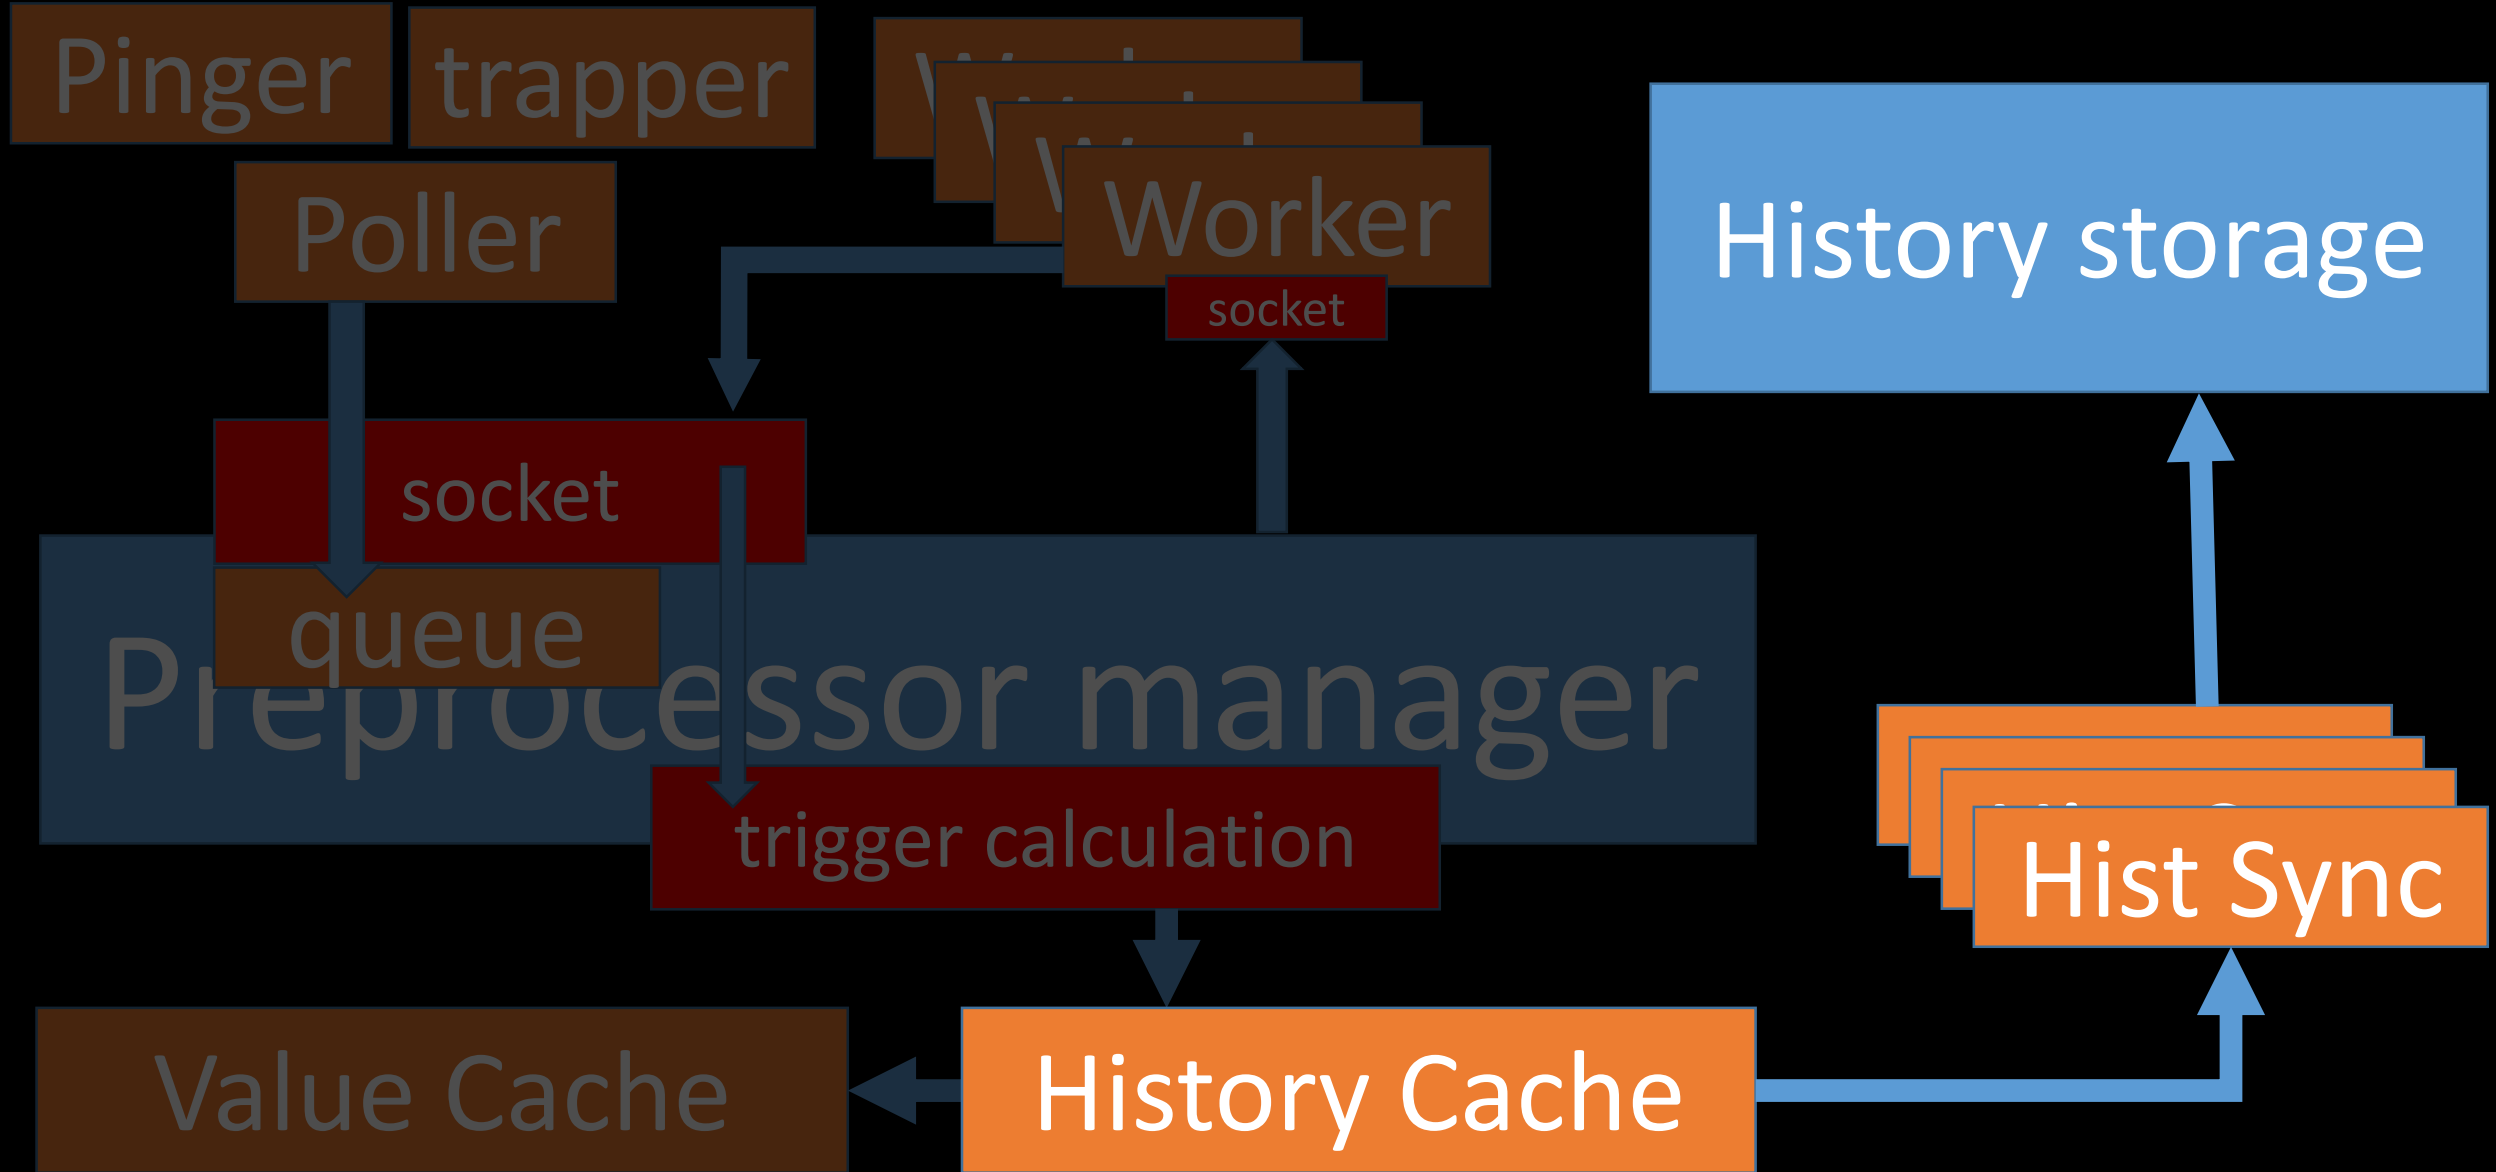 Pinger
trapper
Poller
Worker
socket
History storage
socket
queue
Preprocessor manager
trigger calculation
Hist Sync
Value Cache
History Cache